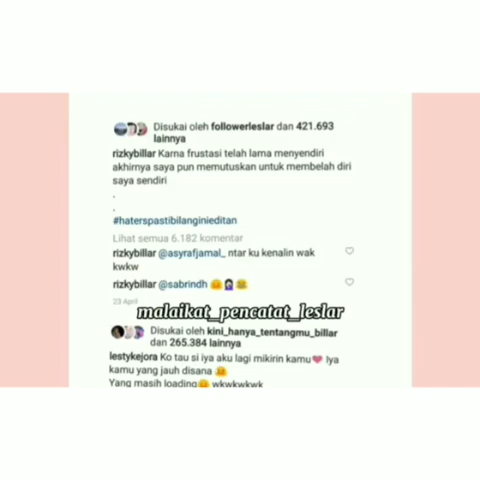 Disukai oleh followerleslar dan 421.693
lainnya
rizkybillar Karna frustasi telah lama menyendiri
akhirnya saya pun memutuskan untuk membelah diri
saya sendiri
.
.
#haterspastibilanginieditan
Lihat semua 6.182 komentar
rizkybillar @asyrafjamal_ ntar ku kenalin wak
kwkw
rizkybillar @sabrindh 🤗🤦🏻‍♀️😫
23 April
malaikat_pencatat_leslar
Disukai oleh kini_hanya_tentangmu_billar
dan 265.384 lainnya
lestykejora Ko tau si iya aku lagi mikirin kamu💗 Iya
kamu yang jauh disana 🤗
Yang masih loading🤗 wkwkwkwk